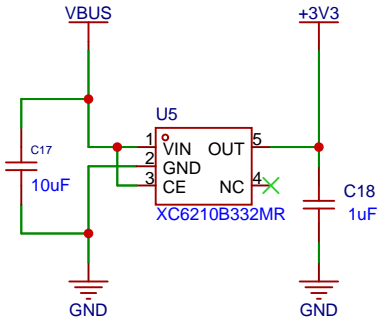 VBUS
+3V3
U5
C17
10uF
1
VIN
OUT
5
2
GND
3
CE
NC
4
XC6210B332MR
C18
1uF
GND
GND